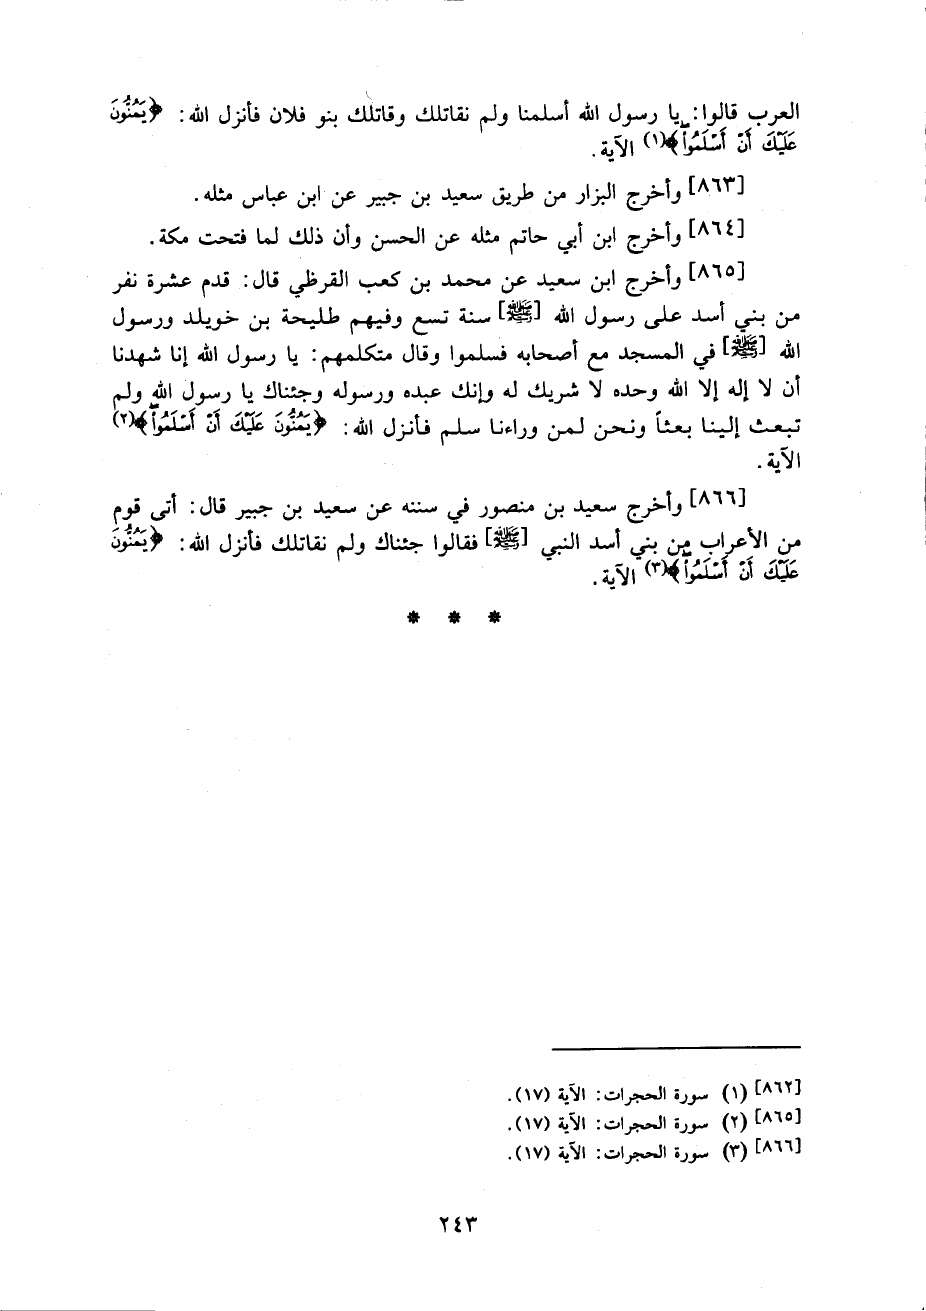 العرب قالوا: يا رسول الله أسلمنا ولم نقاتلك وقاتلك بنو فلان فأنزل الله: ﴿يَمُنُّونَ
عَلَيْكَ أَنْ أَسْلَمُواْ﴾(١) الآية.
[٨٦٣] وأخرج البزار من طريق سعيد بن جبير عن ابن عباس مثله.
[٨٦٤] وأخرج ابن أبي حاتم مثله عن الحسن وأن ذلك لما فتحت مكة.
[٨٦٥] وأخرج ابن سعيد عن محمد بن كعب القرظي قال: قدم عشرة نفر
من بني أسد على رسول الله [ﷺ] سنة تسع وفيهم طليحة بن خويلد ورسول
الله [ﷺ] في المسجد مع أصحابه فسلموا وقال متكلمهم: يا رسول الله إنا شهدنا
أن لا إله إلا الله وحده لا شريك له وإنك عبده ورسوله وجئناك يا رسول الله ولم
تبعث إلينا بعثاً ونحن لمن وراءنا سلم فأنزل الله: ﴿يَمُنُّونَ عَلَيْكَ أَنْ أَسْلَمُواْ﴾(٢)
الآية.
[٨٦٦] وأخرج سعيد بن منصور في سننه عن سعيد بن جبير قال: أتى قوم
من الأعراب من بني أسد النبي [ﷺ] فقالوا جئناك ولم نقاتلك فأنزل الله: ﴿يَمُنُّونَ
عَلَيْكَ أَنْ أَسْلَمُواْ﴾(٣) الآية.
* * *
[٨٦٢] (١) سورة الحجرات: الآية (١٧).
[٨٦٥] (٢) سورة الحجرات: الآية (١٧).
[٨٦٦] (٣) سورة الحجرات: الآية (١٧).
٢٤٣